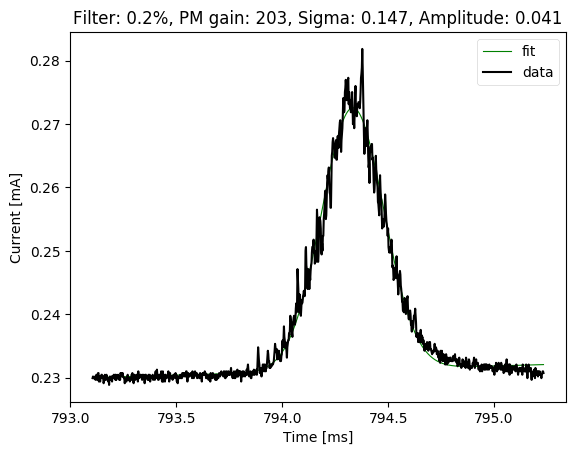 Filter: 0.2%, PM gain: 203, Sigma: 0.147, Amplitude: 0.041
fit
data
0.28
0.27
0.26
0.25
0.24
0.23
Current [mA]
793.0 793.5 794.0 794.5 795.0
Time [ms]